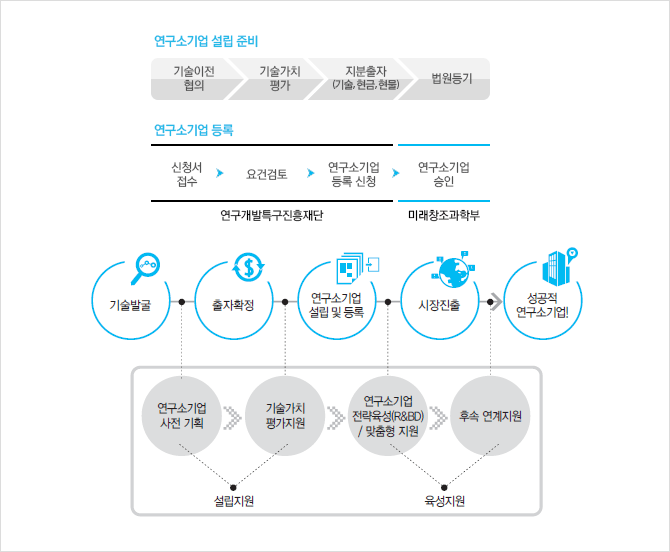 연구소기업 설립 준비
기술이전
협의
기술가치
평가
지분출자
(기술, 현금, 현물)
법원등기
연구소기업 등록
신청서
접수
요건검토
연구소기업
등록 신청
연구소기업
승인
연구개발특구진흥재단
미래창조과학부
기술발굴
출자확정
연구소기업
설립 및 등록
시장진출
성공적
연구소기업!
연구소기업
사전 기획
기술가치
평가지원
연구소기업
전략육성(R&BD)
/ 맞춤형 지원
후속 연계지원
설립지원
육성지원